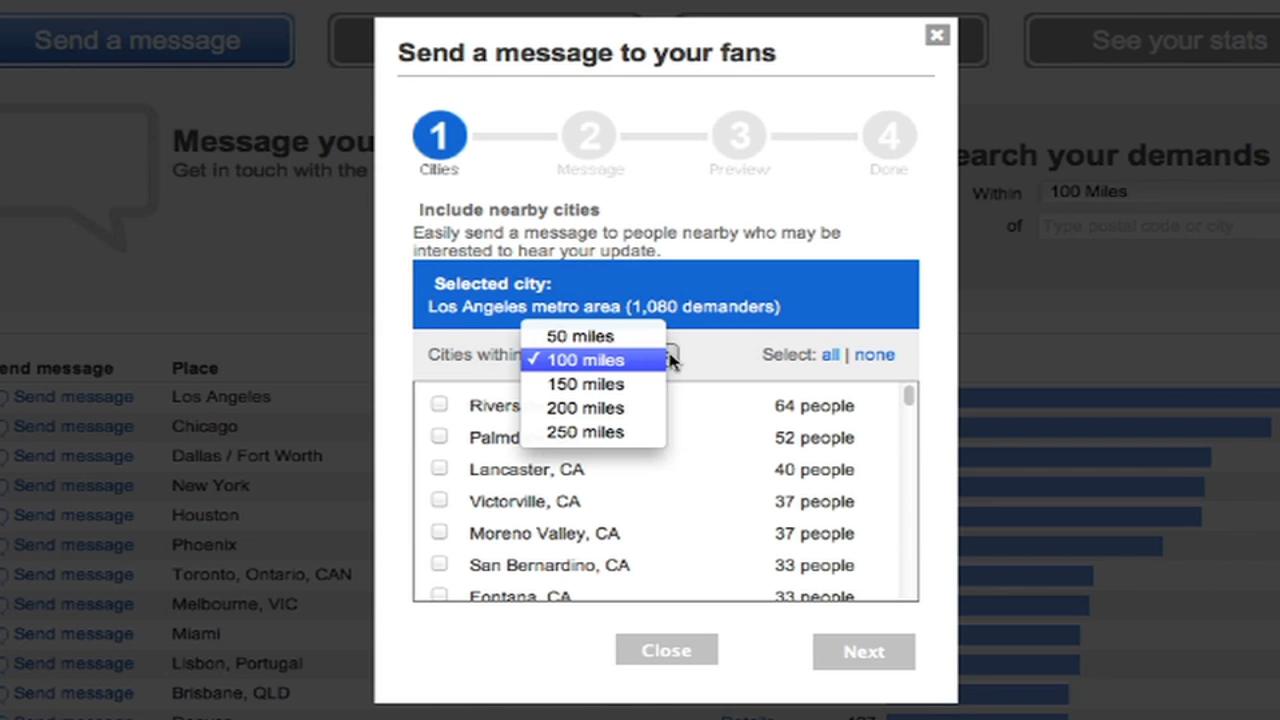 Send a message
See your stats
Send a message to your fans
1
2
3
4
Cities
Message
Preview
Done
Message you
Get in touch with the
earch your demands
Within
100 Miles
of
Type postal code or city
Include nearby cities
Easily send a message to people nearby who may be
interested to hear your update.
Selected city:
Los Angeles metro area (1,080 demanders)
Cities within
50 miles
✓ 100 miles
150 miles
200 miles
250 miles
Select: all | none
Rivers
64 people
Palmd
52 people
Lancaster, CA
40 people
Victorville, CA
37 people
Moreno Valley, CA
37 people
San Bernardino, CA
33 people
Fontana, CA
33 people
Close
Next
end message
Place
Send message
Los Angeles
Send message
Chicago
Send message
Dallas / Fort Worth
Send message
New York
Send message
Houston
Send message
Phoenix
Send message
Toronto, Ontario, CAN
Send message
Melbourne, VIC
Send message
Miami
Send message
Lisbon, Portugal
Send message
Brisbane, QLD